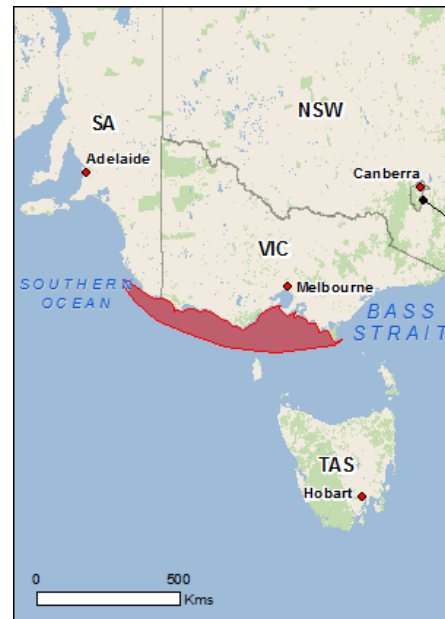 NSW
SA
Adelaide
Canberra
VIC
SOUTHERN
OCEAN
Melbourne
BASS
STRAIT
TAS
Hobart
0 500
Kms